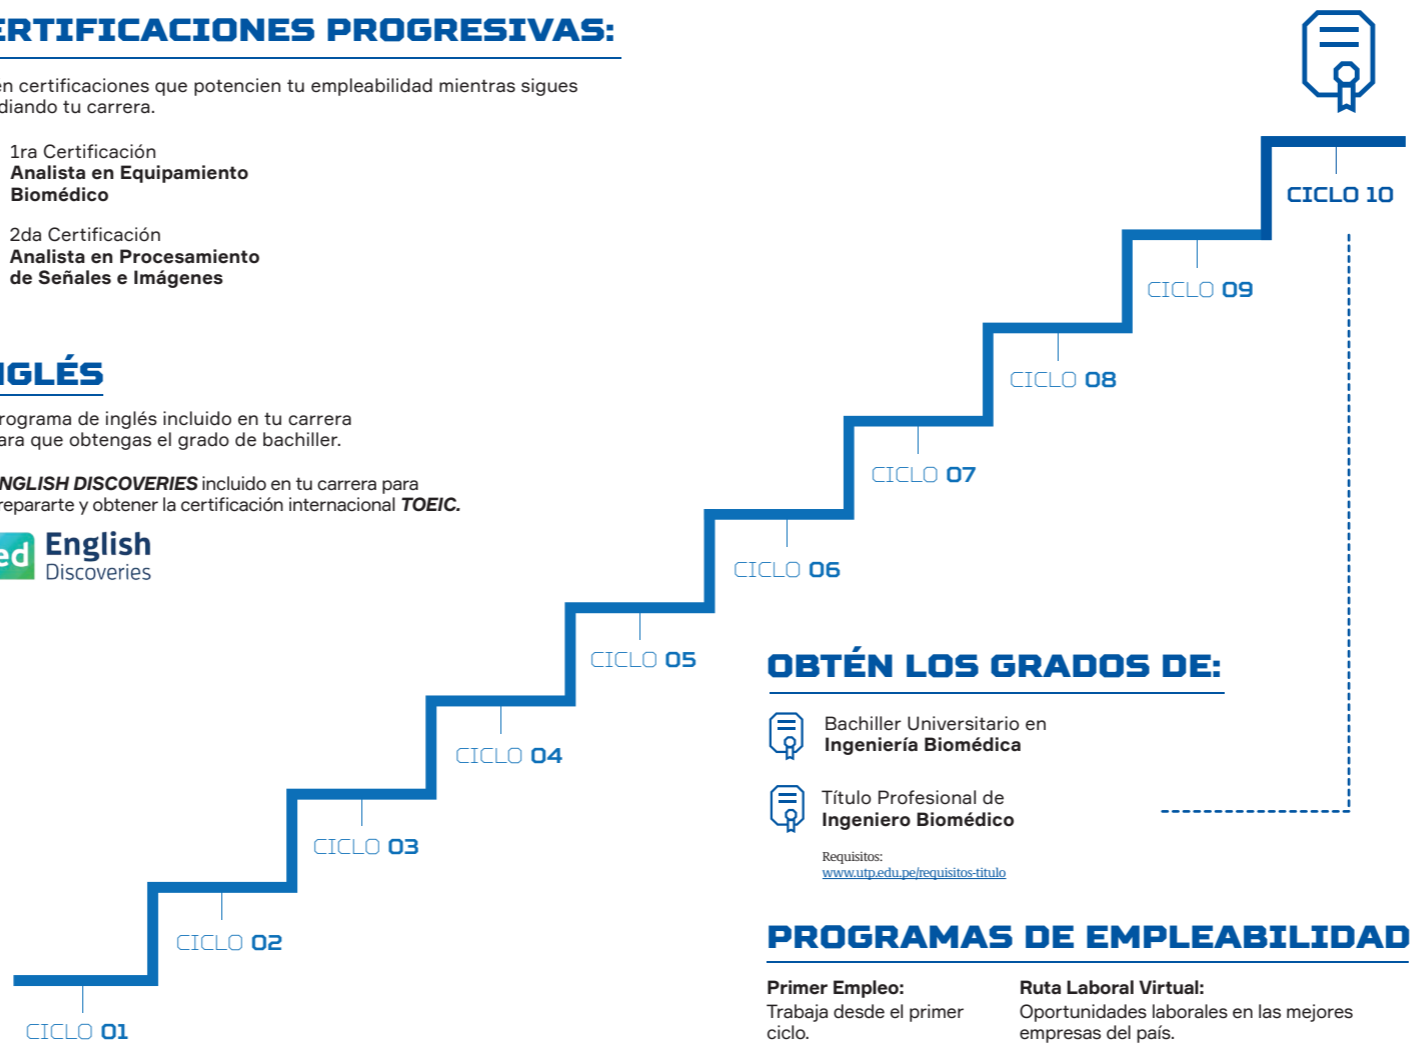 ERTIFICACIONES PROGRESIVAS:
én certificaciones que potencien tu empleabilidad mientras sigues
diando tu carrera.
1ra Certificación
Analista en Equipamiento
Biomédico
2da Certificación
Analista en Procesamiento
de Señales e Imágenes
NGLÉS
rograma de inglés incluido en tu carrera
ara que obtengas el grado de bachiller.
NGLISH DISCOVERIES incluido en tu carrera para
repararte y obtener la certificación internacional TOEIC.
ed English
Discoveries
CICLO 10
CICLO 09
CICLO 08
CICLO 07
CICLO 06
CICLO 05
CICLO 04
CICLO 03
CICLO 02
CICLO 01
OBTÉN LOS GRADOS DE:
Bachiller Universitario en
Ingeniería Biomédica
Título Profesional de
Ingeniero Biomédico
Requisitos:
www.utp.edu.pe/requisitos-titulo
PROGRAMAS DE EMPLEABILIDAD
Primer Empleo:
Trabaja desde el primer
ciclo.
Ruta Laboral Virtual:
Oportunidades laborales en las mejores
empresas del país.